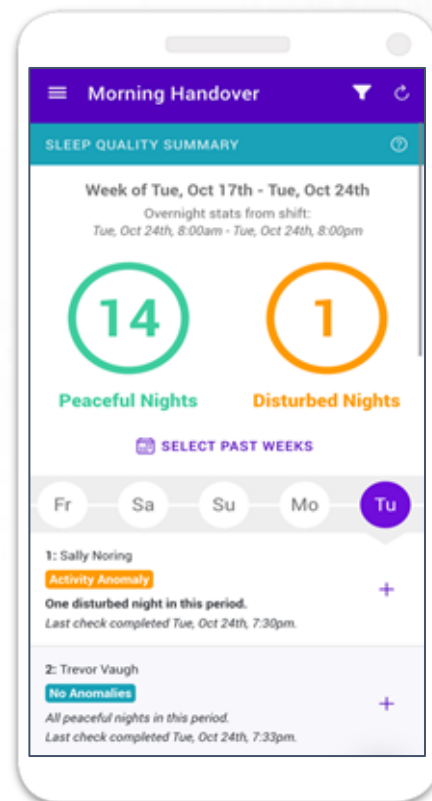 Morning Handover
SLEEP QUALITY SUMMARY
Week of Tue, Oct 17th - Tue, Oct 24th
Overnight stats from shift:
Tue, Oct 24th, 8:00am - Tue, Oct 24th, 8:00pm
14 1
Peaceful Nights Disturbed Nights
SELECT PAST WEEKS
Fr Sa Su Mo Tu
1: Sally Noring
Activity Anomaly
One disturbed night in this period.
Last check completed Tue, Oct 24th, 7:30pm.
2: Trevor Vaugh
No Anomalies
All peaceful nights in this period.
Last check completed Tue, Oct 24th, 7:33pm.